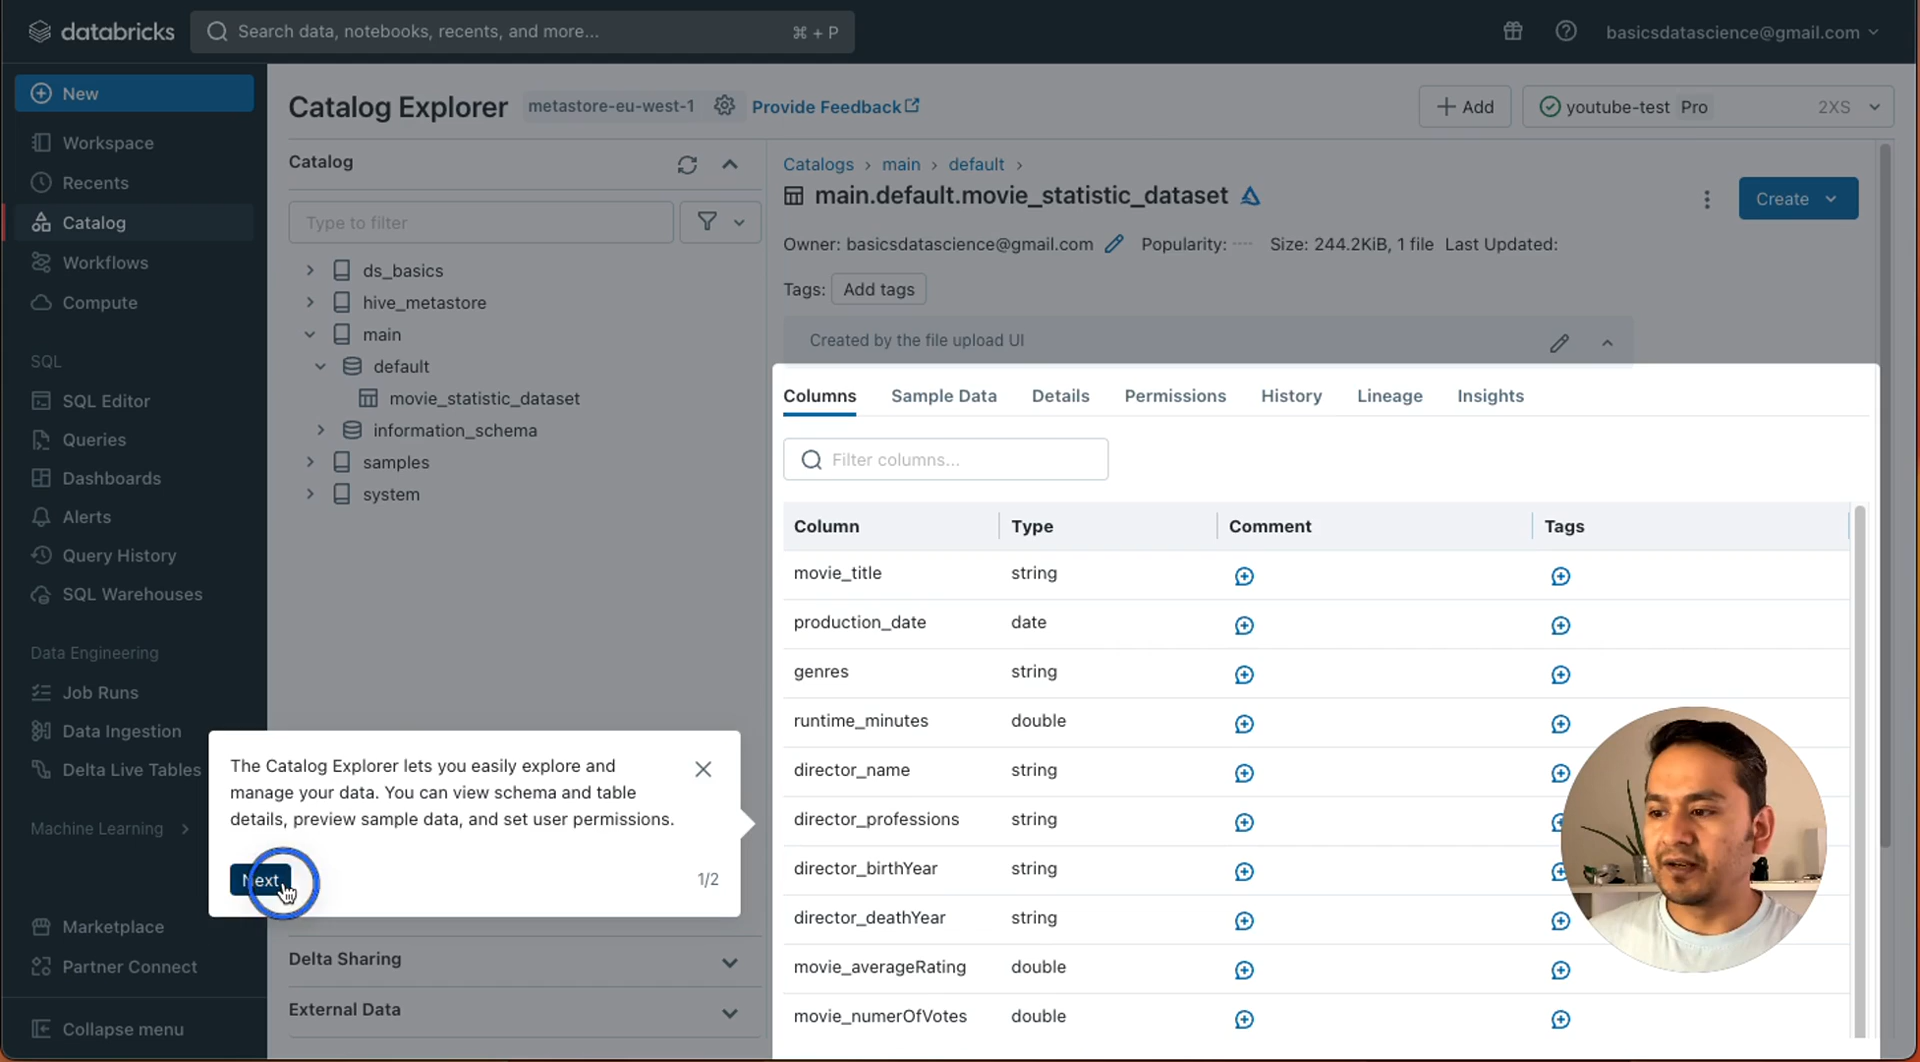 databricks
Search data, notebooks, recents, and more...
⌘ + P
basicsdatascience@gmail.com
New
Workspace
Recents
Catalog
Workflows
Compute
SQL
SQL Editor
Queries
Dashboards
Alerts
Query History
SQL Warehouses
Data Engineering
Job Runs
Data Ingestion
Delta Live Tables
Machine Learning
Marketplace
Partner Connect
Collapse menu
Catalog Explorer
metastore-eu-west-1
Provide Feedback
Add
youtube-test Pro 2XS
Catalog
Type to filter
ds_basics
hive_metastore
main
default
movie_statistic_dataset
information_schema
samples
system
The Catalog Explorer lets you easily explore and
manage your data. You can view schema and table
details, preview sample data, and set user permissions.
Next
1/2
Delta Sharing
External Data
Catalogs > main > default >
main.default.movie_statistic_dataset
Create
Owner: basicsdatascience@gmail.com Popularity: Size: 244.2KiB, 1 file Last Updated:
Tags: Add tags
Created by the file upload UI
Columns Sample Data Details Permissions History Lineage Insights
Filter columns...
Column Type Comment Tags
movie_title string
production_date date
genres string
runtime_minutes double
director_name string
director_professions string
director_birthYear string
director_deathYear string
movie_averageRating double
movie_numerOfVotes double